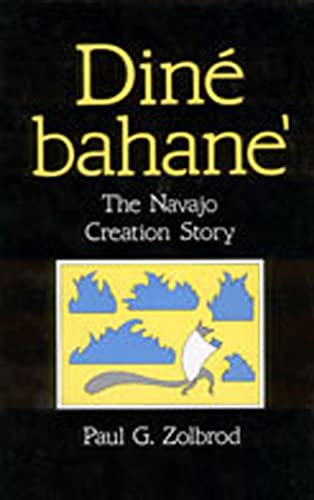 Diné
bahane'
The Navajo
Creation Story
Paul G. Zolbrod